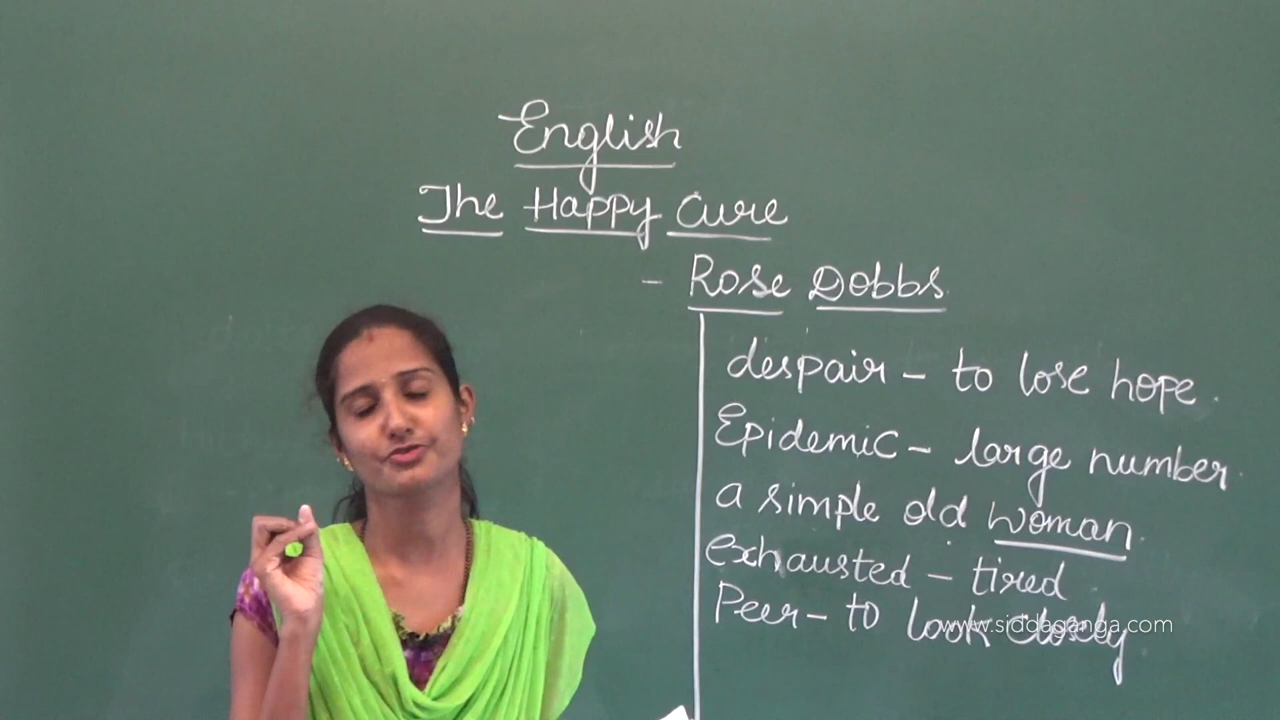 English
The Happy Cure
- Rose Dobbs
despair - to lose hope.
Epidemic - large number.
a simple old woman.
exhausted - tired
Peer - to look closely
www.siddaganga.com